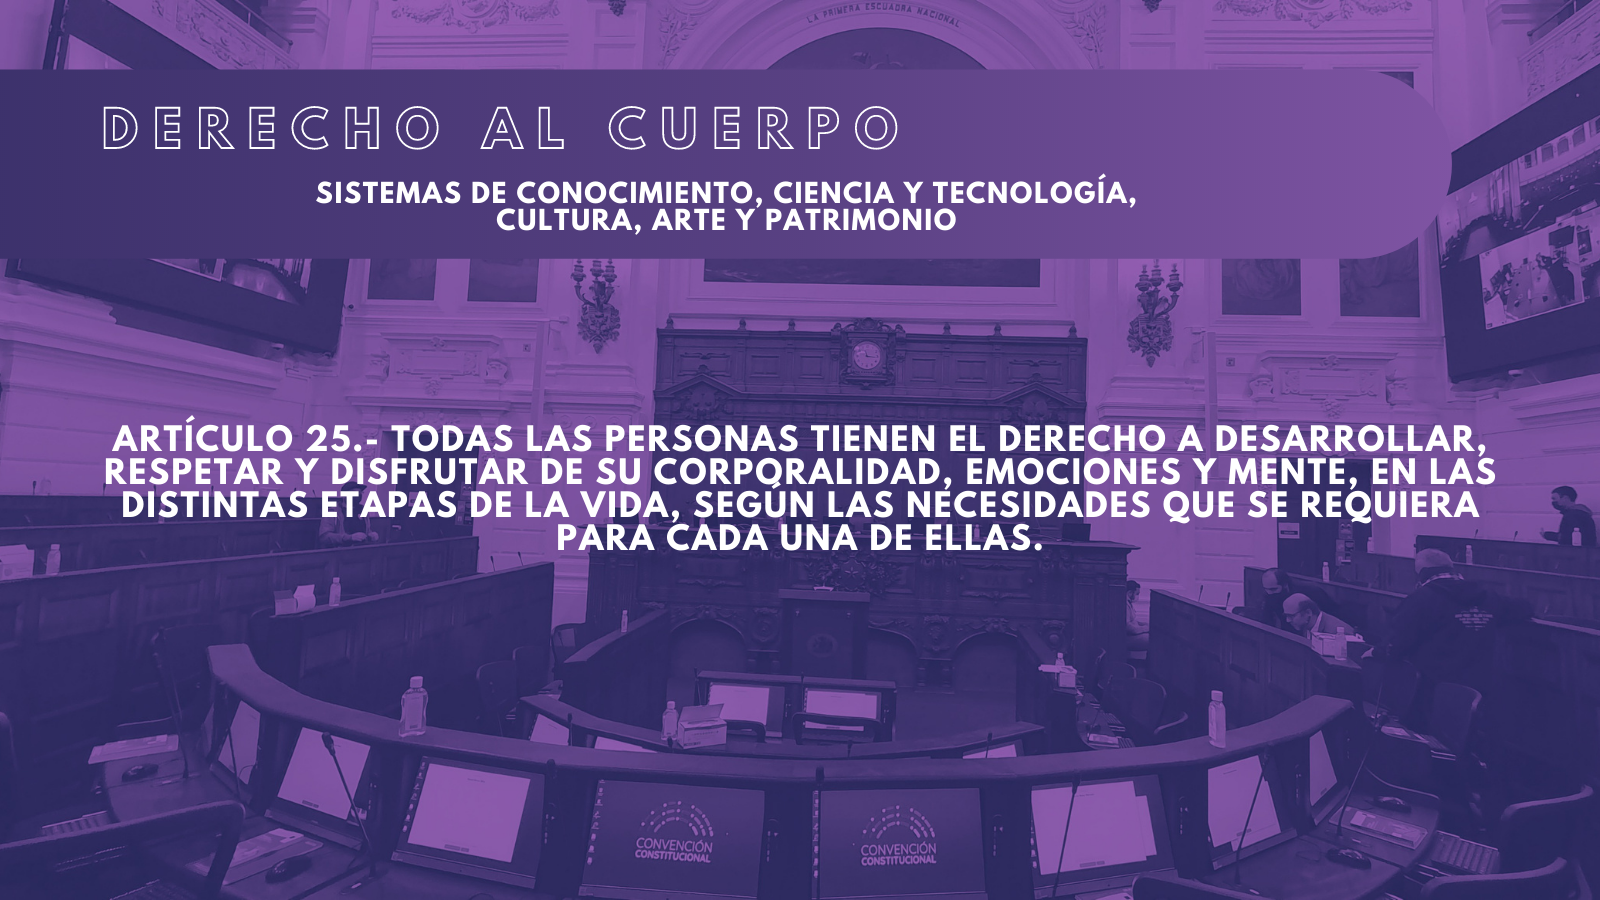 LA PRIMERA ESCUADRA NACIONAL
DERECHO AL CUERPO
SISTEMAS DE CONOCIMIENTO, CIENCIA Y TECNOLOGÍA,
CULTURA, ARTE Y PATRIMONIO
ARTÍCULO 25.- TODAS LAS PERSONAS TIENEN EL DERECHO A DESARROLLAR,
RESPETAR Y DISFRUTAR DE SU CORPORALIDAD, EMOCIONES Y MENTE, EN LAS
DISTINTAS ETAPAS DE LA VIDA, SEGÚN LAS NECESIDADES QUE SE REQUIERA
PARA CADA UNA DE ELLAS.
CONVENCIÓN
CONSTITUCIONAL
CONVENCIÓN
CONSTITUCIONAL